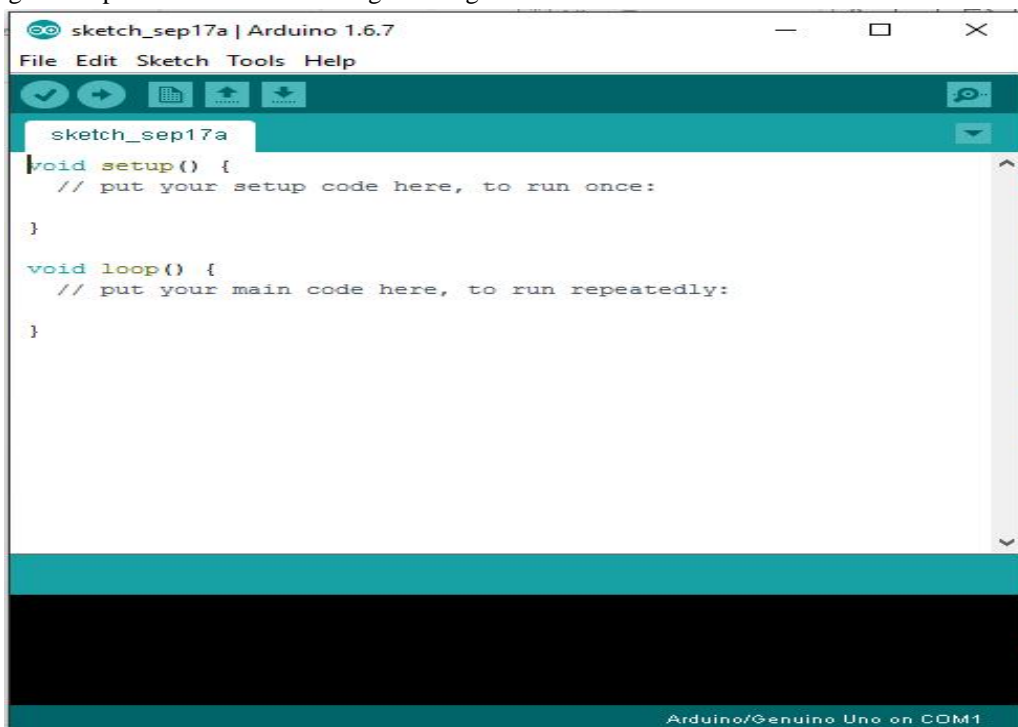 sketch_sep17a | Arduino 1.6.7
File Edit Sketch Tools Help
sketch_sep17a
void setup() {
  // put your setup code here, to run once:
}
void loop() {
  // put your main code here, to run repeatedly:
}
Arduino/Genuino Uno on COM1